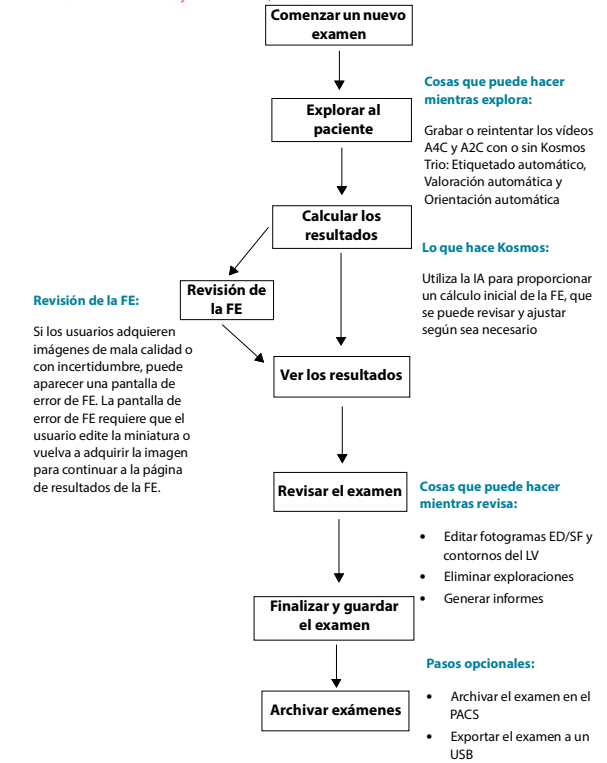 Comenzar un nuevo
examen
Cosas que puede hacer
mientras explora:
Explorar al
paciente
Grabar o reintentar los vídeos
A4C y A2C con o sin Kosmos
Trio: Etiquetado automático,
Valoración automática y
Orientación automática
Calcular los
resultados
Lo que hace Kosmos:
Utiliza la IA para proporcionar
un cálculo inicial de la FE, que
se puede revisar y ajustar
según sea necesario
Revisión de
la FE
Revisión de la FE:
Si los usuarios adquieren
imágenes de mala calidad o
con incertidumbre, puede
aparecer una pantalla de
error de FE. La pantalla de
error de FE requiere que el
usuario edite la miniatura o
vuelva a adquirir la imagen
para continuar a la página
de resultados de la FE.
Ver los resultados
Revisar el examen
Cosas que puede hacer
mientras revisa:
• Editar fotogramas ED/SF y
contornos del LV
• Eliminar exploraciones
• Generar informes
Finalizar y guardar
el examen
Pasos opcionales:
• Archivar el examen en el
PACS
• Exportar el examen a un
USB
Archivar exámenes